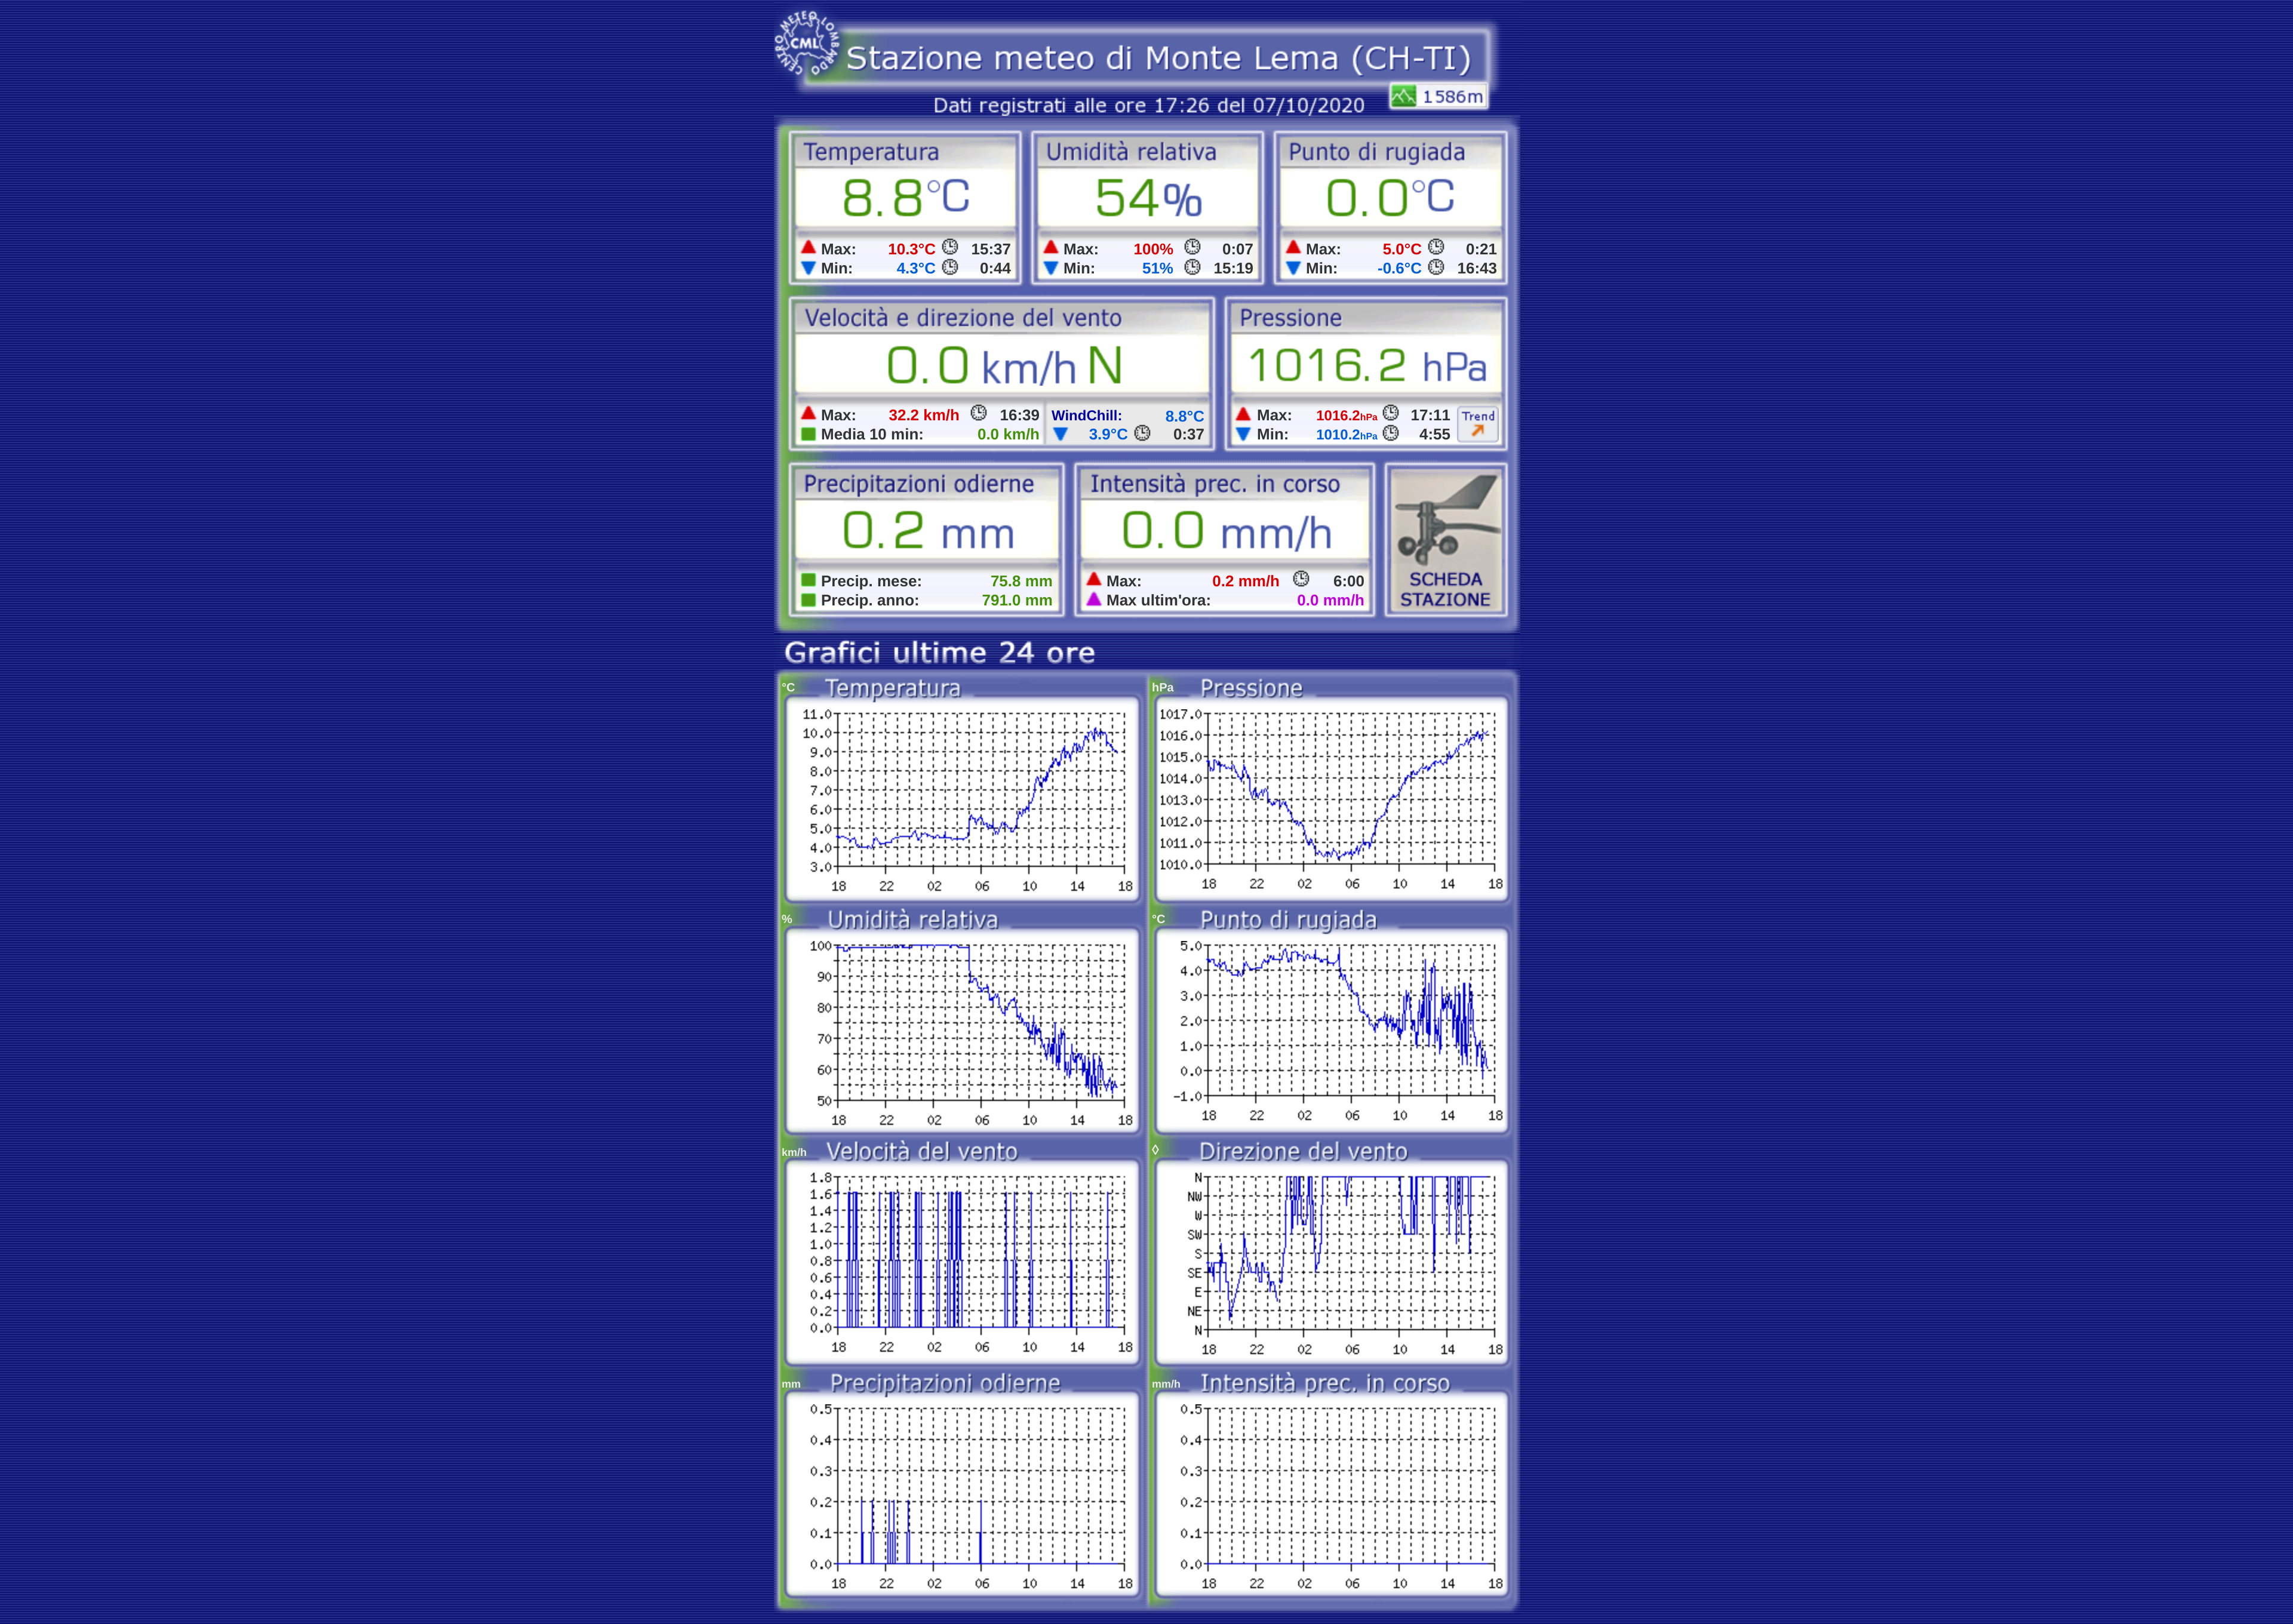 CENTRO METEO LOMBARDO
CML
Stazione meteo di Monte Lema (CH-TI)
Dati registrati alle ore 17:26 del 07/10/2020
1586m
Temperatura
8.8°C
Max: 10.3°C 15:37
Min: 4.3°C 0:44
Umidità relativa
54%
Max: 100% 0:07
Min: 51% 15:19
Punto di rugiada
0.0°C
Max: 5.0°C 0:21
Min: -0.6°C 16:43
Velocità e direzione del vento
0.0 km/h N
Max: 32.2 km/h 16:39
Media 10 min: 0.0 km/h
WindChill: 8.8°C
3.9°C 0:37
Pressione
1016.2 hPa
Max: 1016.2hPa 17:11
Min: 1010.2hPa 4:55
Trend
Precipitazioni odierne
0.2 mm
Precip. mese: 75.8 mm
Precip. anno: 791.0 mm
Intensità prec. in corso
0.0 mm/h
Max: 0.2 mm/h 6:00
Max ultim'ora: 0.0 mm/h
SCHEDA
STAZIONE
Grafici ultime 24 ore
°C Temperatura
11.0
10.0
9.0
8.0
7.0
6.0
5.0
4.0
3.0
18 22 02 06 10 14 18
hPa Pressione
1017.0
1016.0
1015.0
1014.0
1013.0
1012.0
1011.0
1010.0
18 22 02 06 10 14 18
% Umidità relativa
100
90
80
70
60
50
18 22 02 06 10 14 18
°C Punto di rugiada
5.0
4.0
3.0
2.0
1.0
0.0
-1.0
18 22 02 06 10 14 18
km/h Velocità del vento
1.8
1.6
1.4
1.2
1.0
0.8
0.6
0.4
0.2
0.0
18 22 02 06 10 14 18
◊ Direzione del vento
N
NW
W
SW
S
SE
E
NE
N
18 22 02 06 10 14 18
mm Precipitazioni odierne
0.5
0.4
0.3
0.2
0.1
0.0
18 22 02 06 10 14 18
mm/h Intensità prec. in corso
0.5
0.4
0.3
0.2
0.1
0.0
18 22 02 06 10 14 18